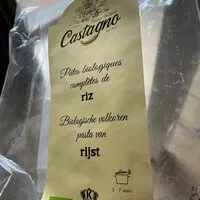 Castagno
Pâtes biologiques
complètes de
riz
Biologische volkoren
pasta van
rijst
K